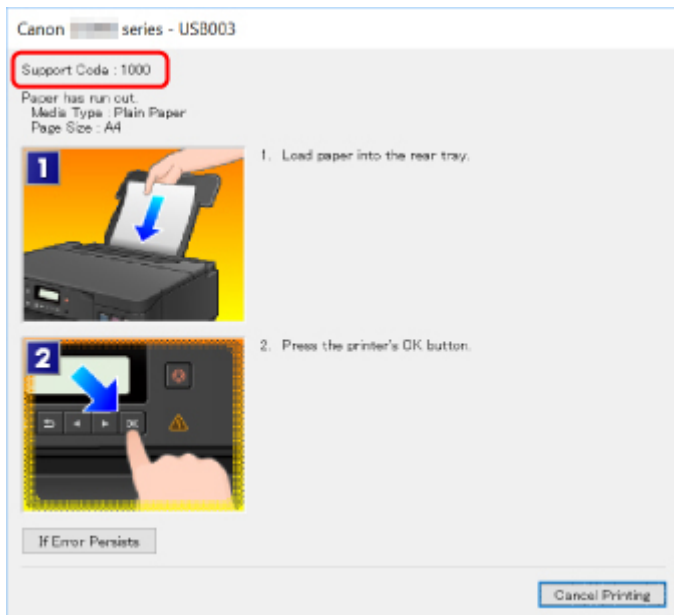 Canon series - USB003
Support Code : 1000
Paper has run out.
Media Type : Plain Paper
Page Size : A4
1
1. Load paper into the rear tray.
2
2. Press the printer's OK button.
OK
If Error Persists
Cancel Printing